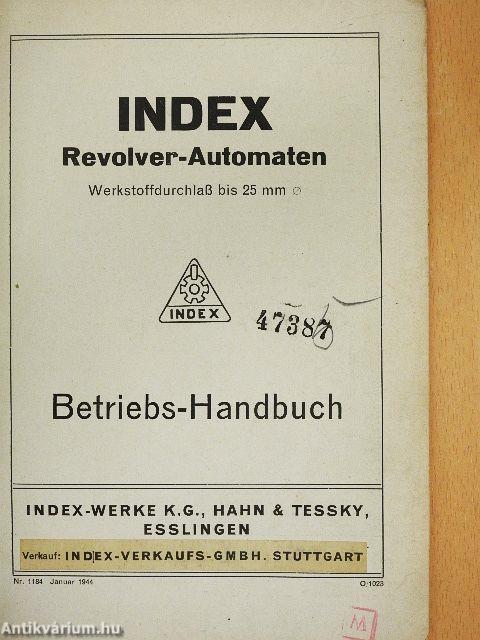 INDEX
Revolver-Automaten
Werkstoffdurchlaß bis 25 mm ⌀
INDEX
47387
Betriebs-Handbuch
INDEX-WERKE K.G., HAHN & TESSKY,
ESSLINGEN
Verkauf: INDEX-VERKAUFS-GMBH. STUTTGART
Nr. 1184 Januar 1944 O/1023
Antikvárium.hu